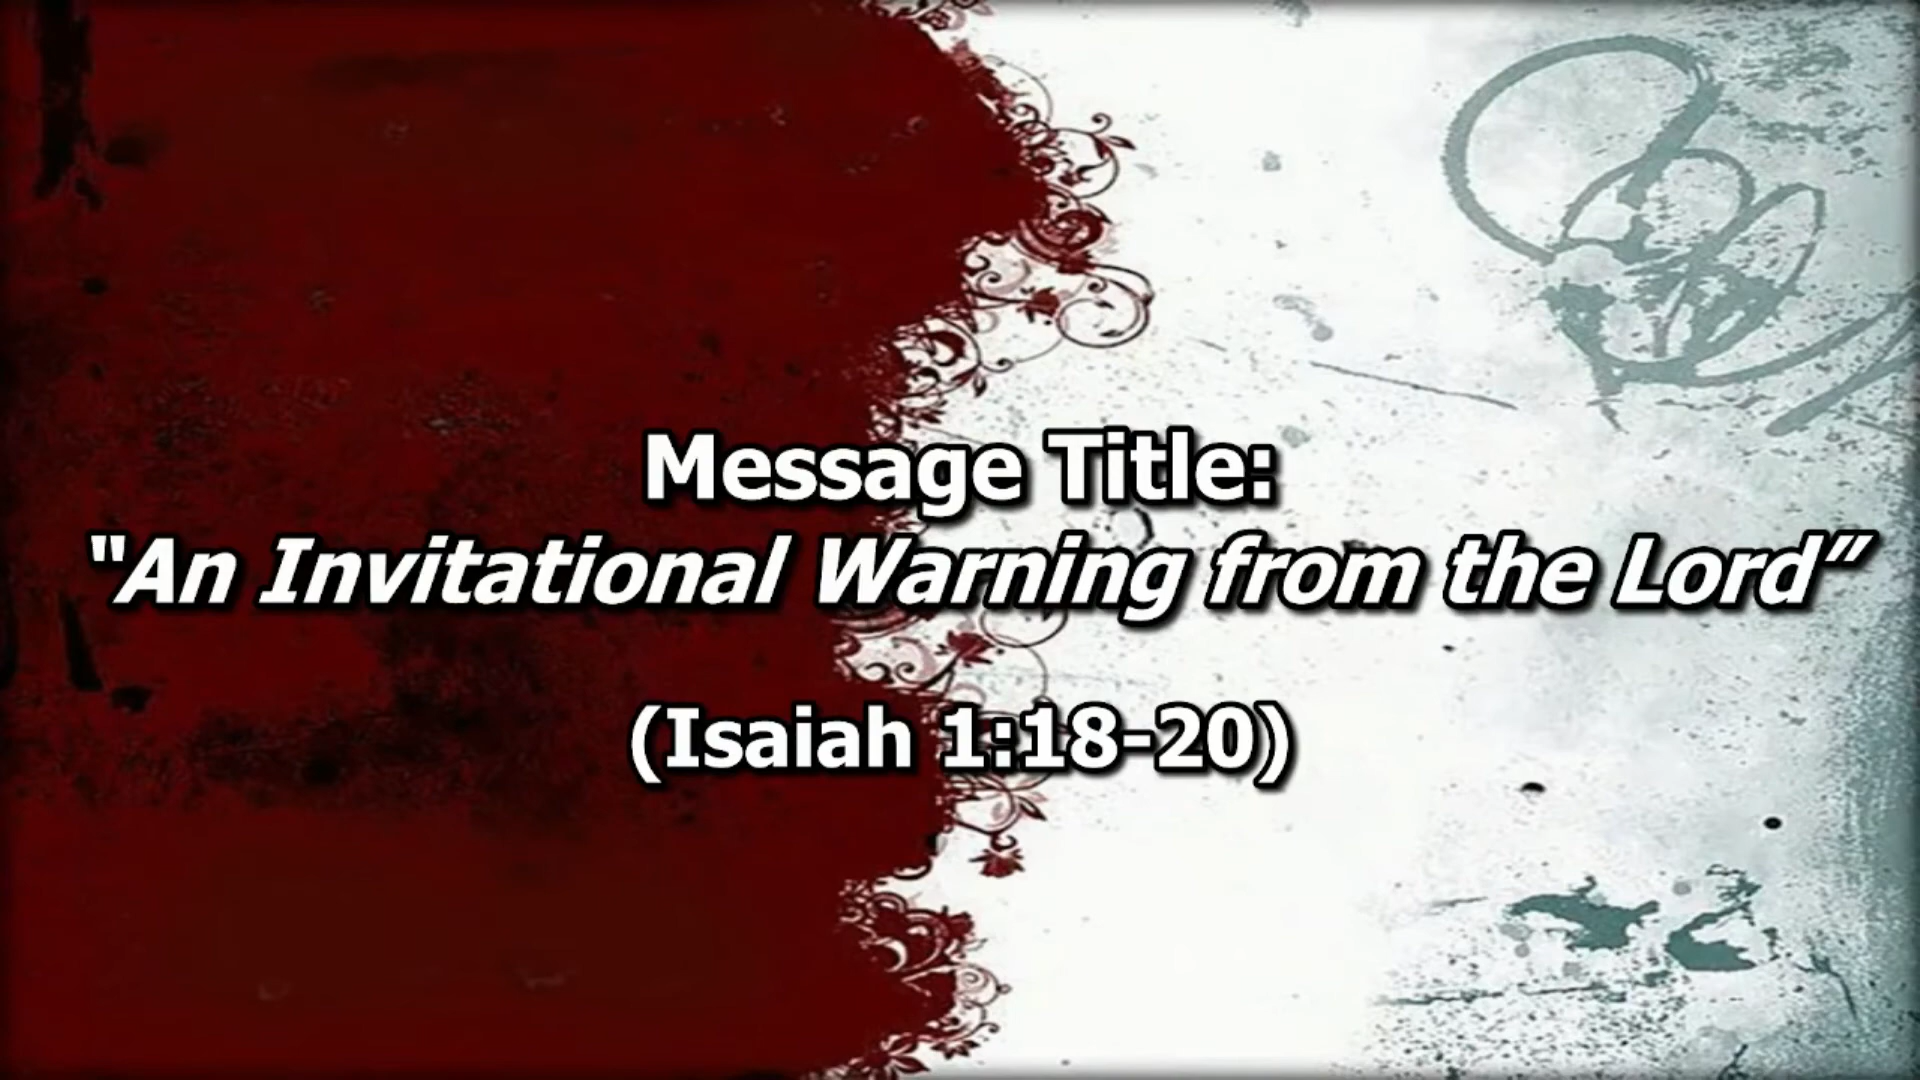 Message Title:
“An Invitational Warning from the Lord”
(Isaiah 1:18-20)